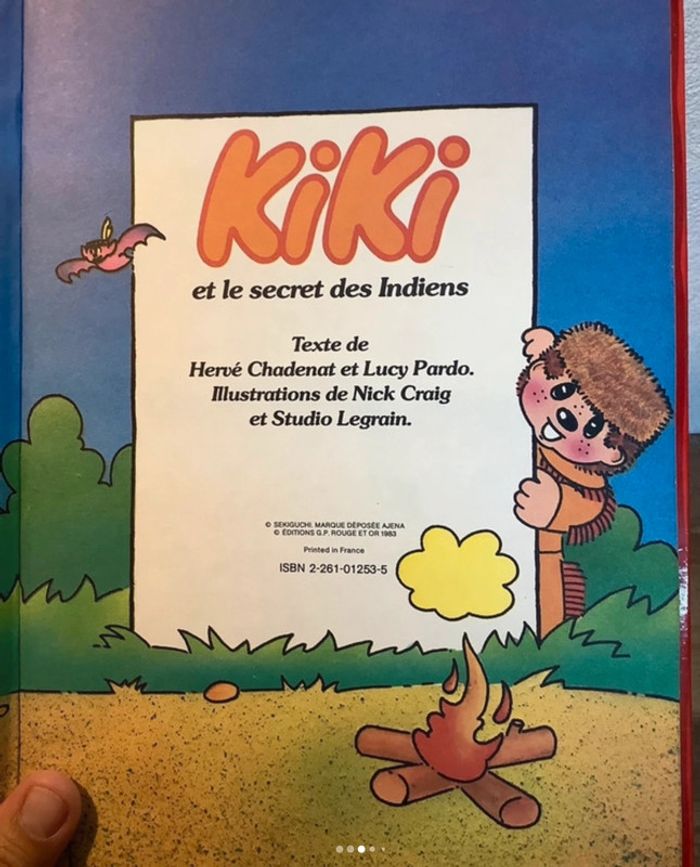 KiKi
et le secret des Indiens
Texte de
Hervé Chadenat et Lucy Pardo.
Illustrations de Nick Craig
et Studio Legrain.
© SEKIGUCHI. MARQUE DÉPOSÉE AJENA
© ÉDITIONS G.P. ROUGE ET OR 1983
Printed in France
ISBN 2-261-01253-5